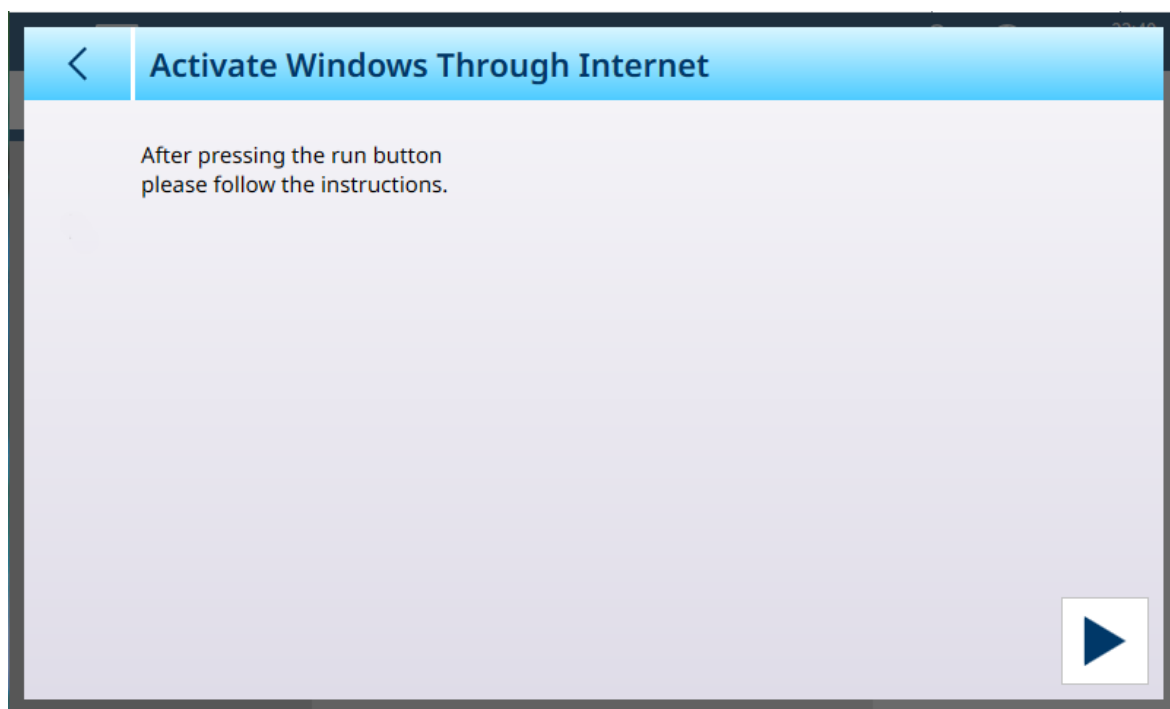 Activate Windows Through Internet
After pressing the run button
please follow the instructions.